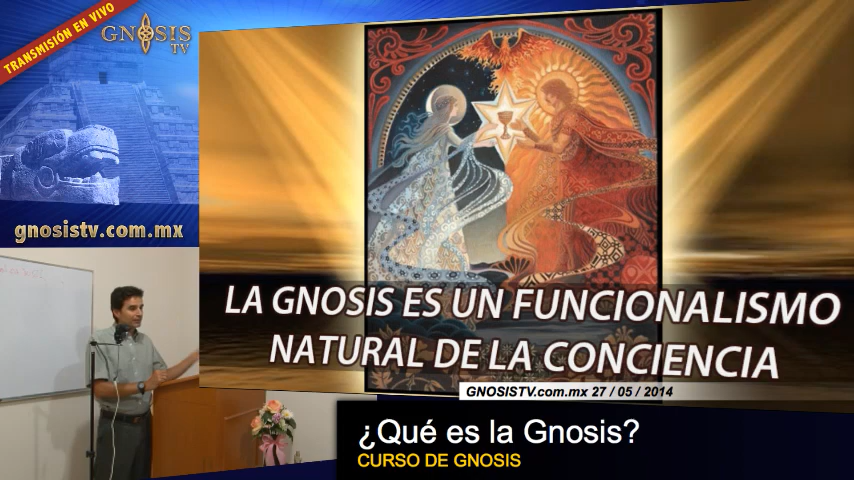 TRANSMISIÓN EN VIVO
GNOSIS
TV
gnosistv.com.mx
LA GNOSIS ES UN FUNCIONALISMO
NATURAL DE LA CONCIENCIA
GNOSISTV.com.mx 27 / 05 / 2014
¿Qué es la Gnosis?
CURSO DE GNOSIS